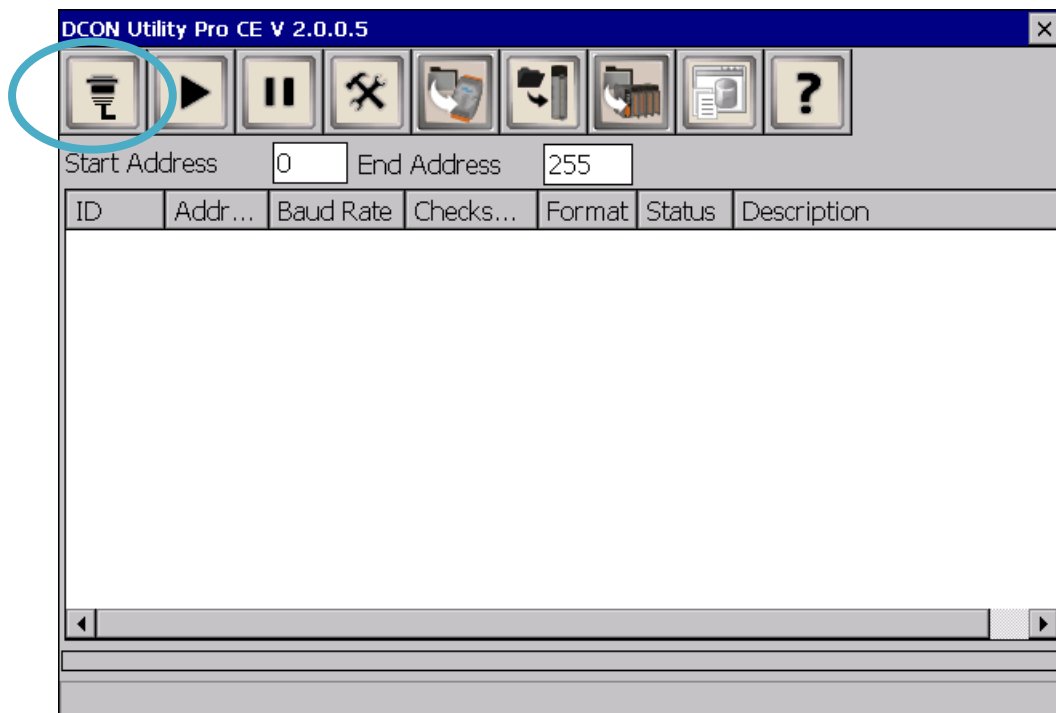 DCON Utility Pro CE V 2.0.0.5
?
Start Address 0 End Address 255
ID Addr... Baud Rate Checks... Format Status Description